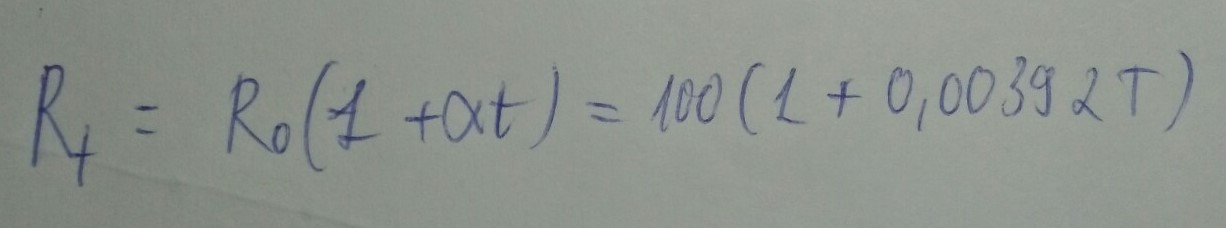 Rt = R0(1 + αt) = 100(1 + 0,00392T)